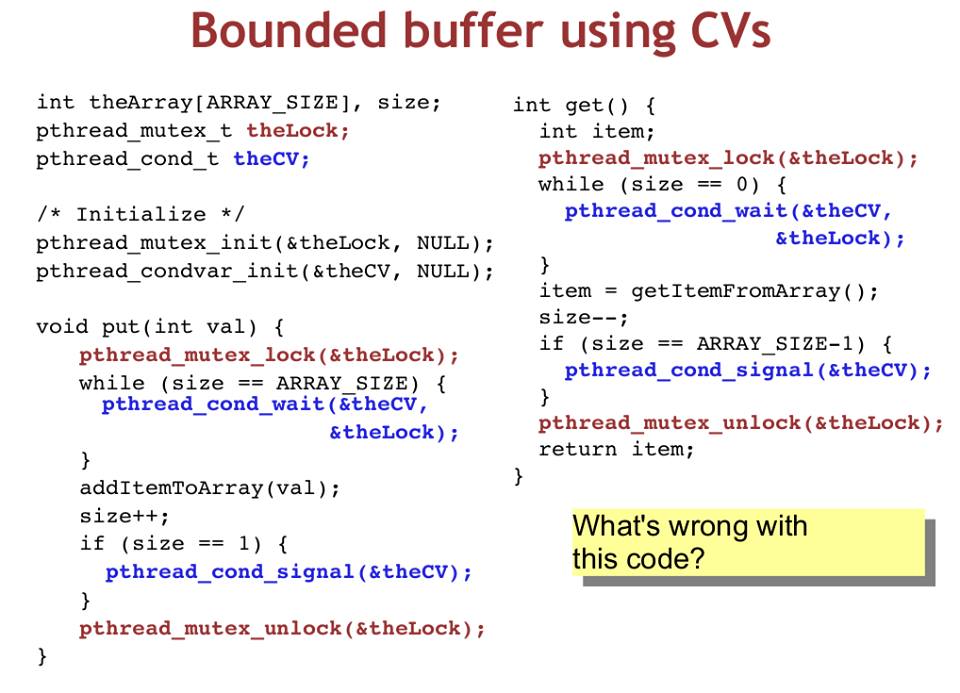 Bounded buffer using CVs
int theArray[ARRAY_SIZE], size;
pthread_mutex_t theLock;
pthread_cond_t theCV;
/* Initialize */
pthread_mutex_init(&theLock, NULL);
pthread_condvar_init(&theCV, NULL);
void put(int val) {
pthread_mutex_lock(&theLock);
while (size == ARRAY_SIZE) {
pthread_cond_wait(&theCV,
&theLock);
}
addItemToArray(val);
size++;
if (size == 1) {
pthread_cond_signal(&theCV);
}
pthread_mutex_unlock(&theLock);
}
int get() {
int item;
pthread_mutex_lock(&theLock);
while (size == 0) {
pthread_cond_wait(&theCV,
&theLock);
}
item = getItemFromArray();
size--;
if (size == ARRAY_SIZE-1) {
pthread_cond_signal(&theCV);
}
pthread_mutex_unlock(&theLock);
return item;
}
What's wrong with
this code?